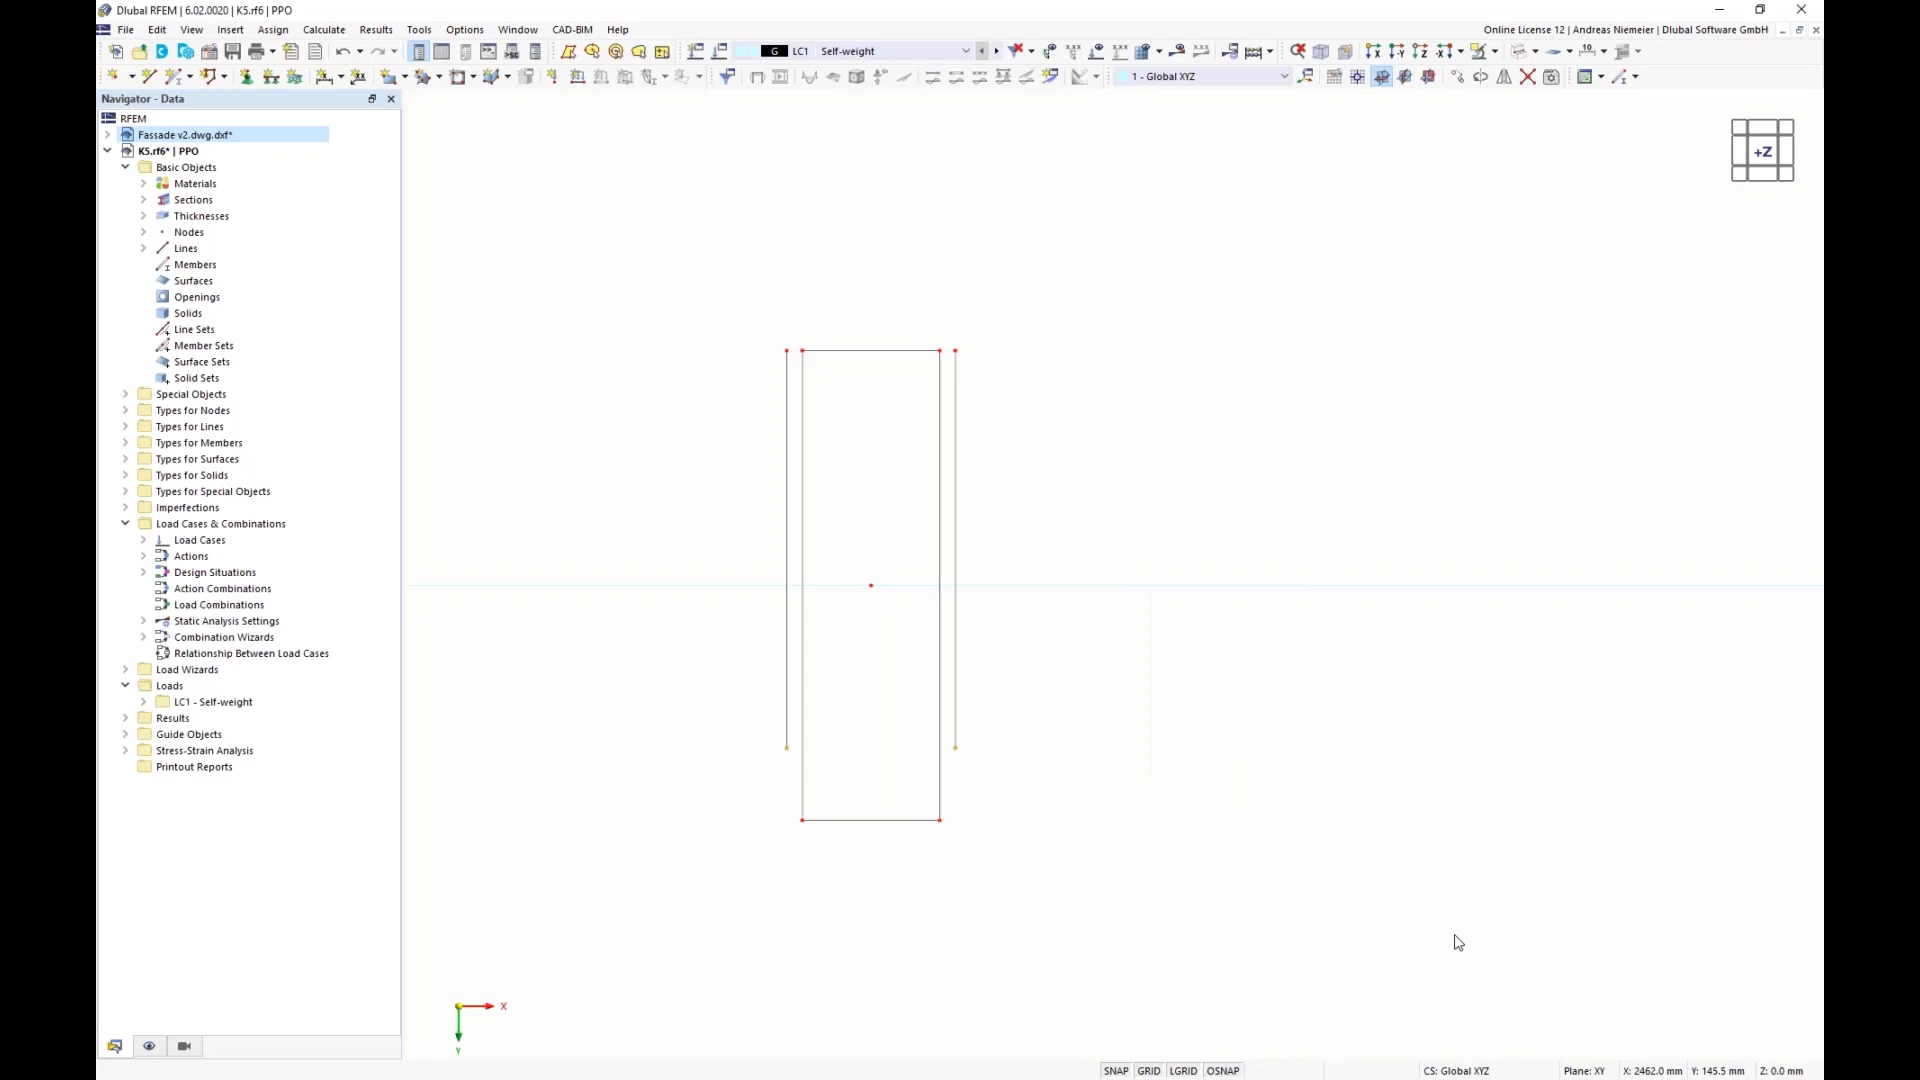 Dlubal RFEM | 6.02.0020 | K5.rf6 | PPO
File Edit View Insert Assign Calculate Results Tools Options Window CAD-BIM Help
Online License 12 | Andreas Niemeier | Dlubal Software GmbH
G LC1 Self-weight
1 - Global XYZ
Navigator - Data
RFEM
Fassade v2.dwg.dxf*
K5.rf6* | PPO
Basic Objects
Materials
Sections
Thicknesses
Nodes
Lines
Members
Surfaces
Openings
Solids
Line Sets
Member Sets
Surface Sets
Solid Sets
Special Objects
Types for Nodes
Types for Lines
Types for Members
Types for Surfaces
Types for Solids
Types for Special Objects
Imperfections
Load Cases & Combinations
Load Cases
Actions
Design Situations
Action Combinations
Load Combinations
Static Analysis Settings
Combination Wizards
Relationship Between Load Cases
Load Wizards
Loads
LC1 - Self-weight
Results
Guide Objects
Stress-Strain Analysis
Printout Reports
+Z
X
Y
SNAP GRID LGRID OSNAP
CS: Global XYZ
Plane: XY
X: 2462.0 mm Y: 145.5 mm Z: 0.0 mm